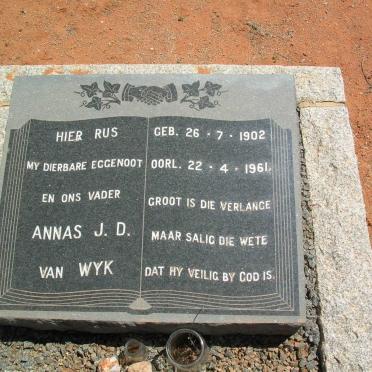 HIER RUS
MY DIERBARE EGGENOOT
EN ONS VADER
ANNAS J. D.
VAN WYK
GEB. 26 - 7 - 1902
OORL. 22 - 4 - 1961.
GROOT IS DIE VERLANGE
MAAR SALIG DIE WETE
DAT HY VEILIG BY GOD IS.